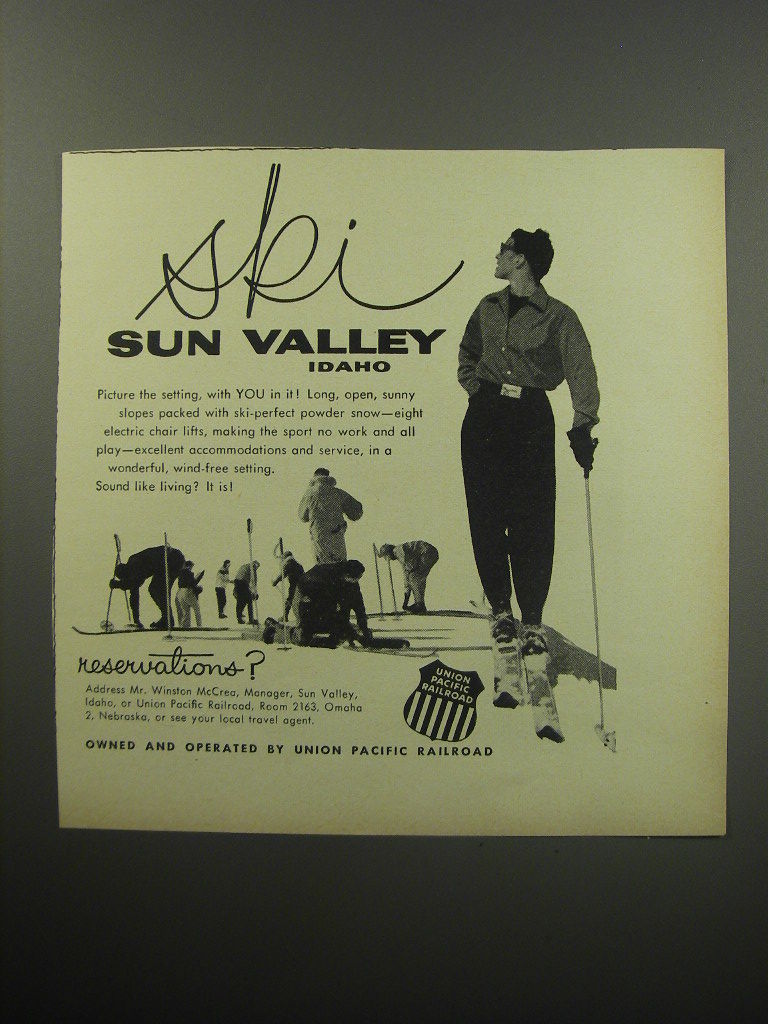 ski
SUN VALLEY
IDAHO
Picture the setting, with YOU in it! Long, open, sunny
slopes packed with ski-perfect powder snow—eight
electric chair lifts, making the sport no work and all
play—excellent accommodations and service, in a
wonderful, wind-free setting.
Sound like living? It is!
reservations?
Address Mr. Winston McCrea, Manager, Sun Valley,
Idaho, or Union Pacific Railroad, Room 2163, Omaha
2, Nebraska, or see your local travel agent.
UNION
PACIFIC
RAILROAD
OWNED AND OPERATED BY UNION PACIFIC RAILROAD